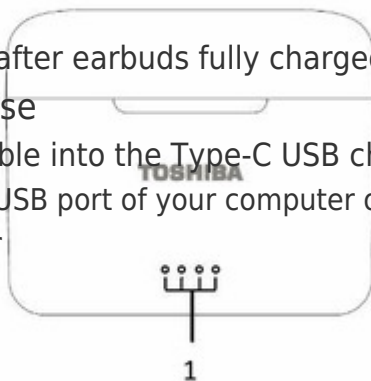 after earbuds fully charged
se
ble into the Type-C USB ch
TOSHIBA
USB port of your computer o
1